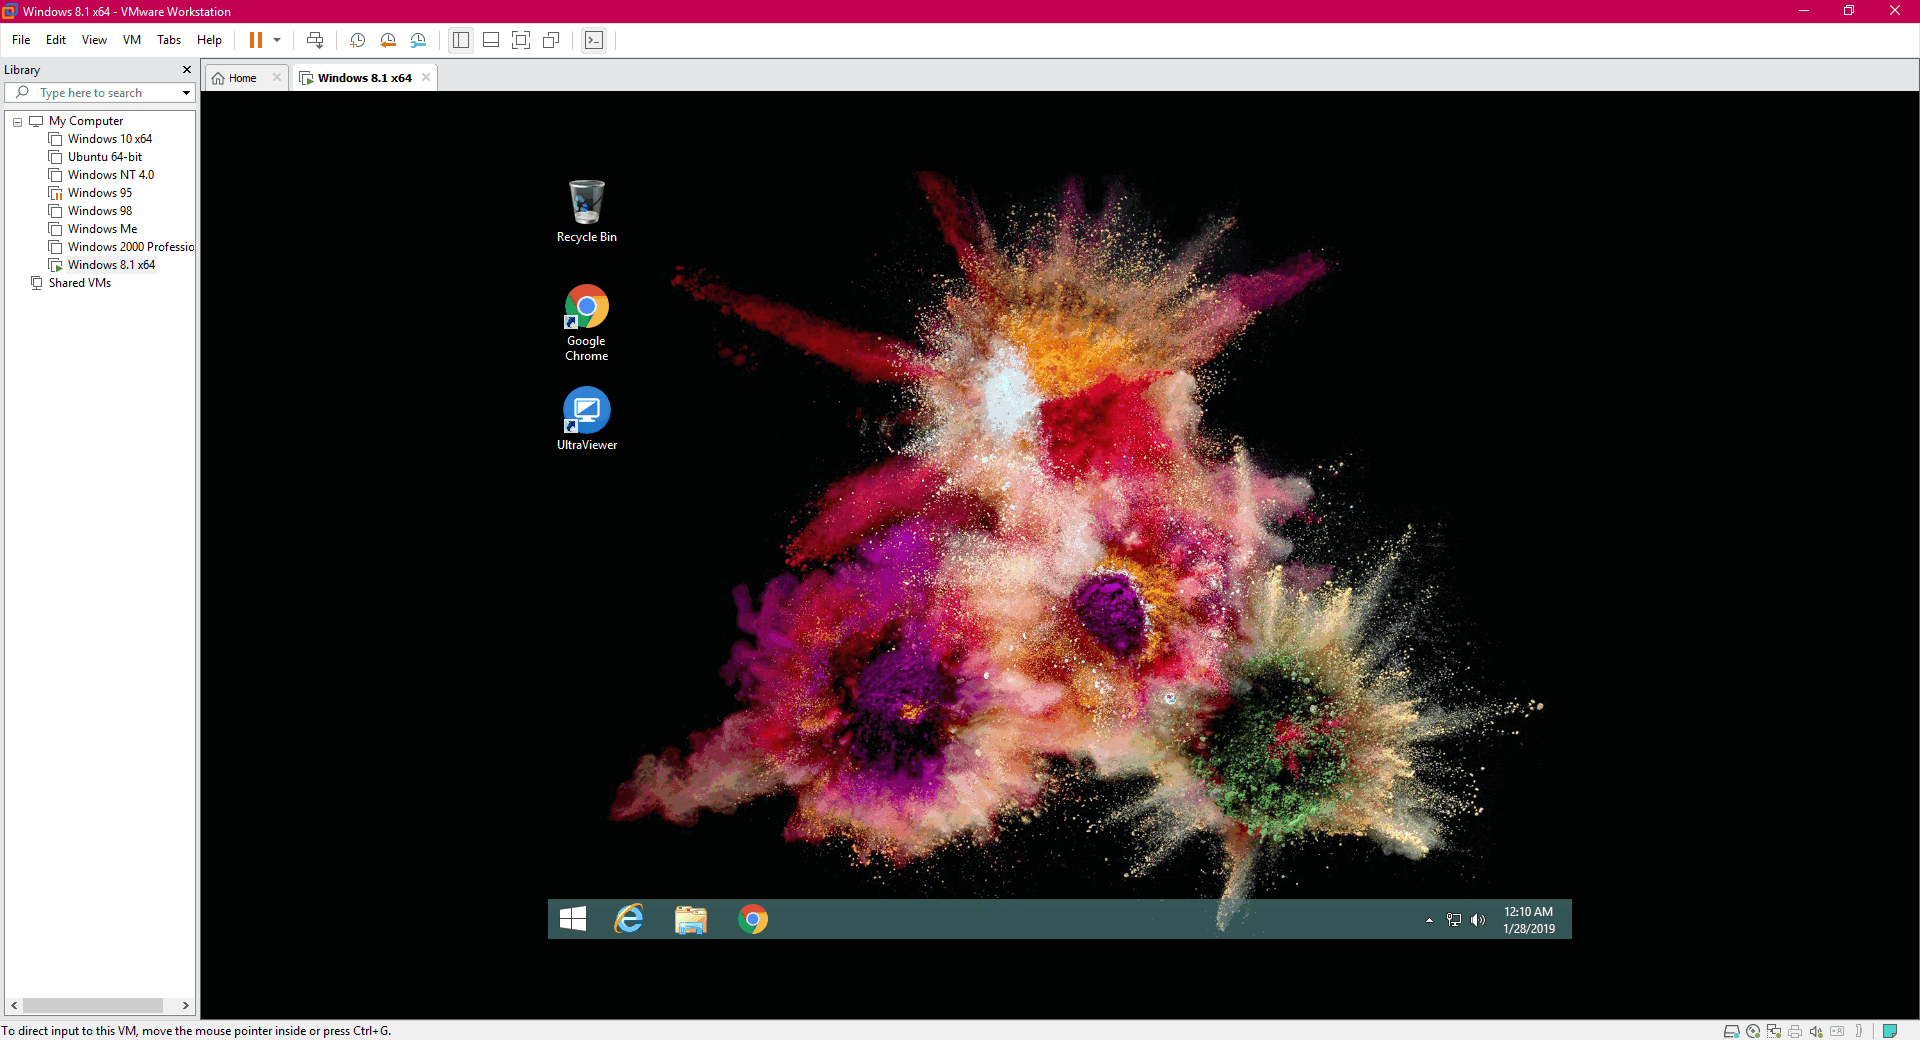 Windows 8.1 x64 - VMware Workstation
File Edit View VM Tabs Help
Library
Type here to search
Home
Windows 8.1 x64
My Computer
Windows 10 x64
Ubuntu 64-bit
Windows NT 4.0
Windows 95
Windows 98
Windows Me
Windows 2000 Professio
Windows 8.1 x64
Shared VMs
Recycle Bin
Google
Chrome
UltraViewer
12:10 AM
1/28/2019
To direct input to this VM, move the mouse pointer inside or press Ctrl+G.